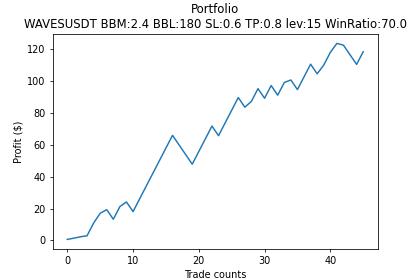 Portfolio
WAVESUSDT BBM:2.4 BBL:180 SL:0.6 TP:0.8 lev:15 WinRatio:70.0
120
100
80
60
40
20
0
Profit ($)
0 10 20 30 40
Trade counts